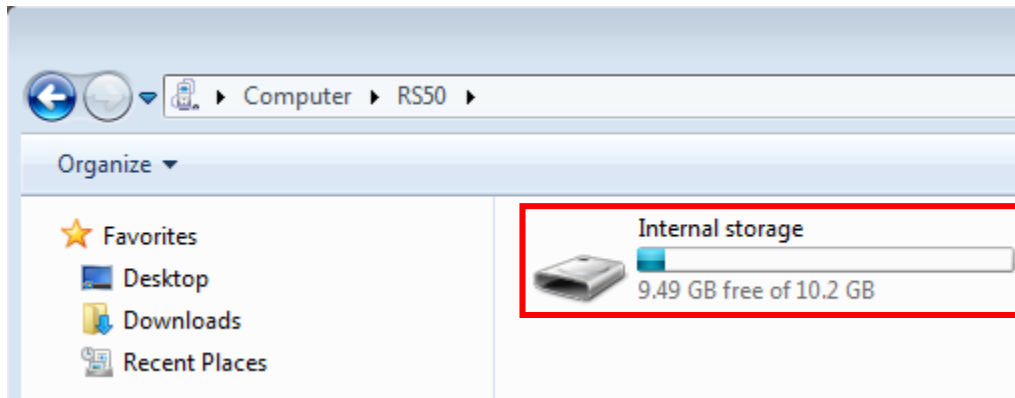 Computer RS50
Organize
Favorites
Desktop
Downloads
Recent Places
Internal storage
9.49 GB free of 10.2 GB